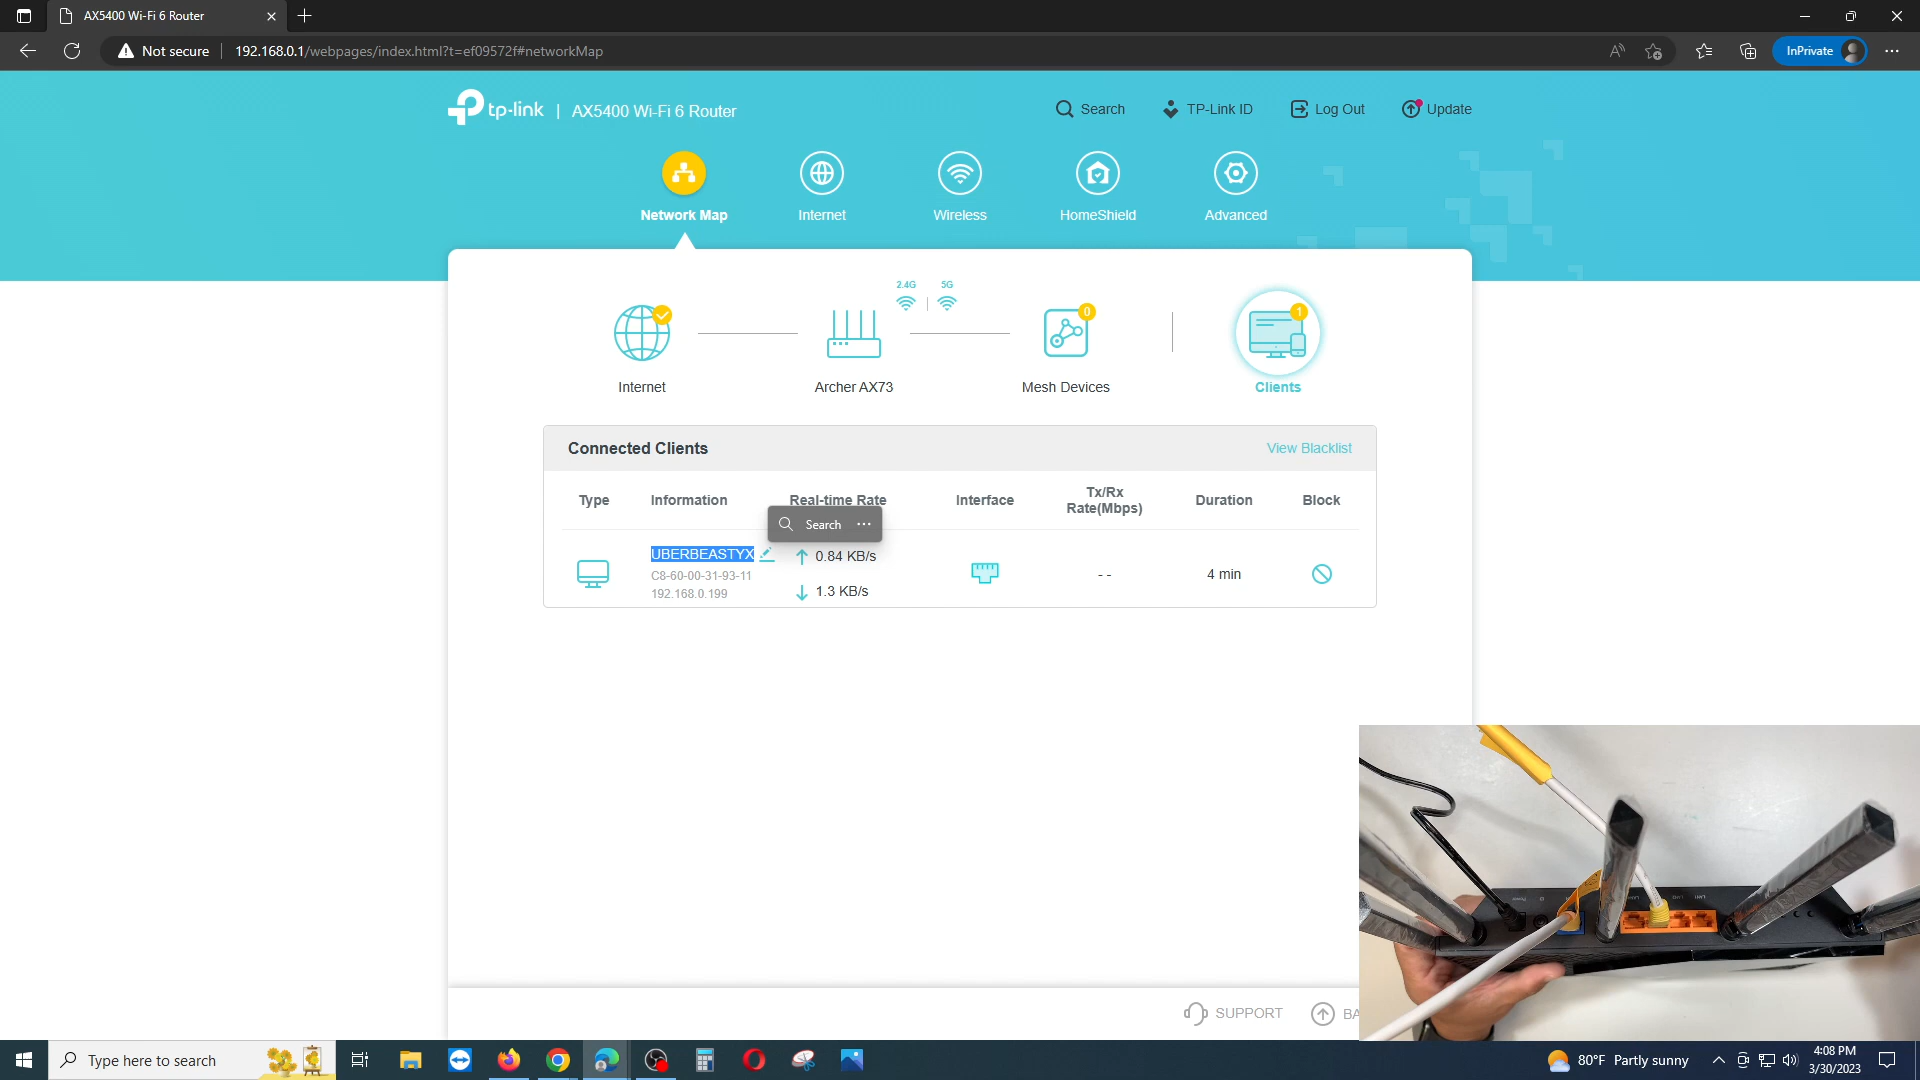 AX5400 Wi-Fi 6 Router
Not secure
192.168.0.1/webpages/index.html?t=ef09572f#networkMap
InPrivate
tp-link | AX5400 Wi-Fi 6 Router
Search
TP-Link ID
Log Out
Update
Network Map
Internet
Wireless
HomeShield
Advanced
2.4G
5G
0
1
Internet
Archer AX73
Mesh Devices
Clients
Connected Clients
View Blacklist
Type
Information
Real-time Rate
Interface
Tx/Rx
Rate(Mbps)
Duration
Block
Search
UBERBEASTYX
C8-60-00-31-93-11
192.168.0.199
0.84 KB/s
1.3 KB/s
--
4 min
SUPPORT
BA
Type here to search
80°F Partly sunny
4:08 PM
3/30/2023